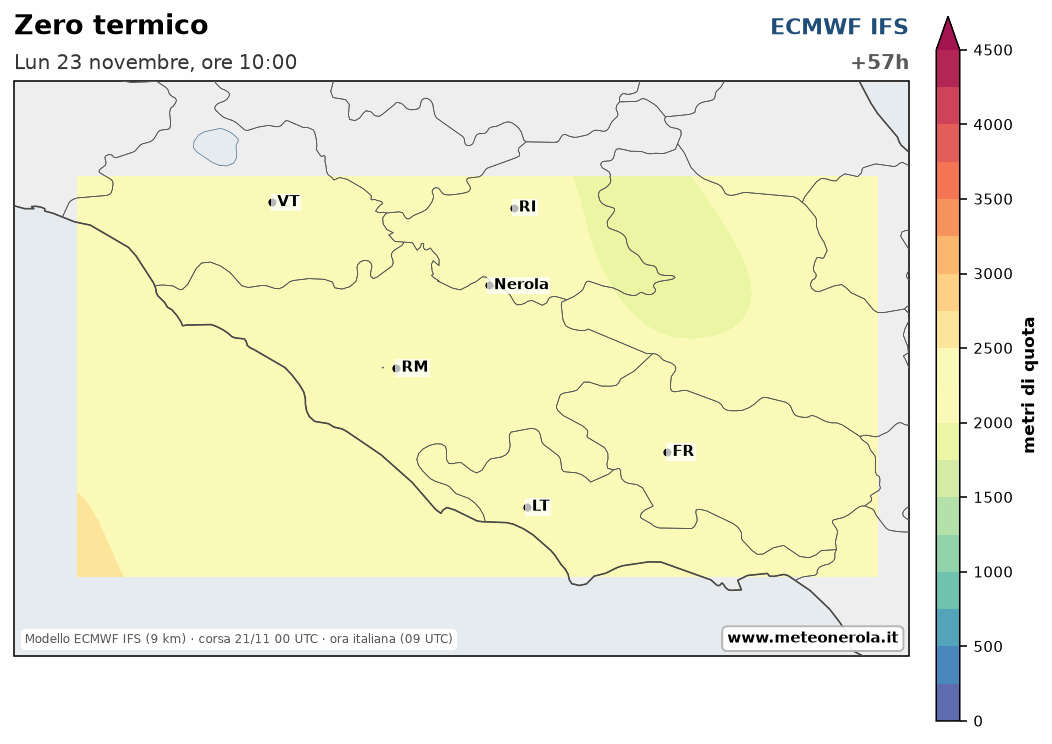 Zero termico
ECMWF IFS
Lun 23 novembre, ore 10:00
+57h
VT
RI
Nerola
RM
FR
LT
Modello ECMWF IFS (9 km) · corsa 21/11 00 UTC · ora italiana (09 UTC)
www.meteonerola.it
4500
4000
3500
3000
2500
2000
1500
1000
500
0
metri di quota